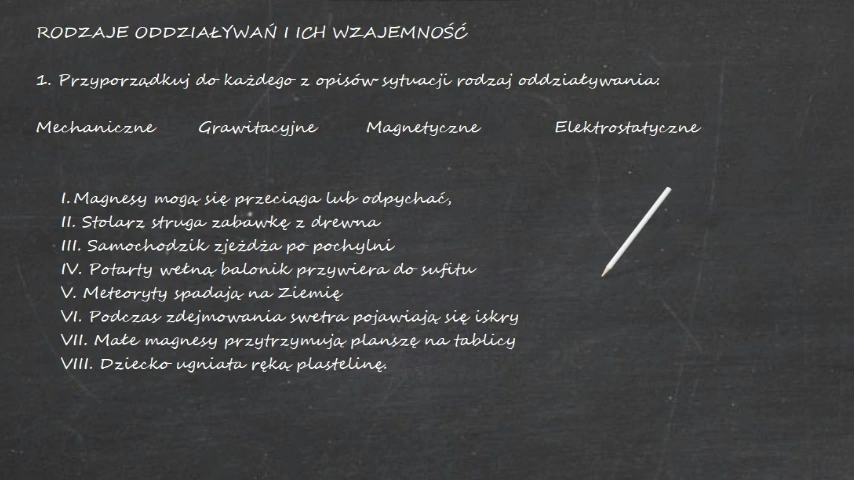 RODZAJE ODDZIAŁYWAŃ I ICH WZAJEMNOŚĆ
1. Przyporządkuj do każdego z opisów sytuacji rodzaj oddziaływania:
Mechaniczne Grawitacyjne Magnetyczne Elektrostatyczne
I. Magnesy mogą się przeciąga lub odpychać,
II. Stolarz struga zabawkę z drewna
III. Samochodzik zjeżdża po pochylni
IV. Potarty wełną balonik przywiera do sufitu
V. Meteoryty spadają na Ziemię
VI. Podczas zdejmowania swetra pojawiają się iskry
VII. Małe magnesy przytrzymują planszę na tablicy
VIII. Dziecko ugniata ręką plastelinę.